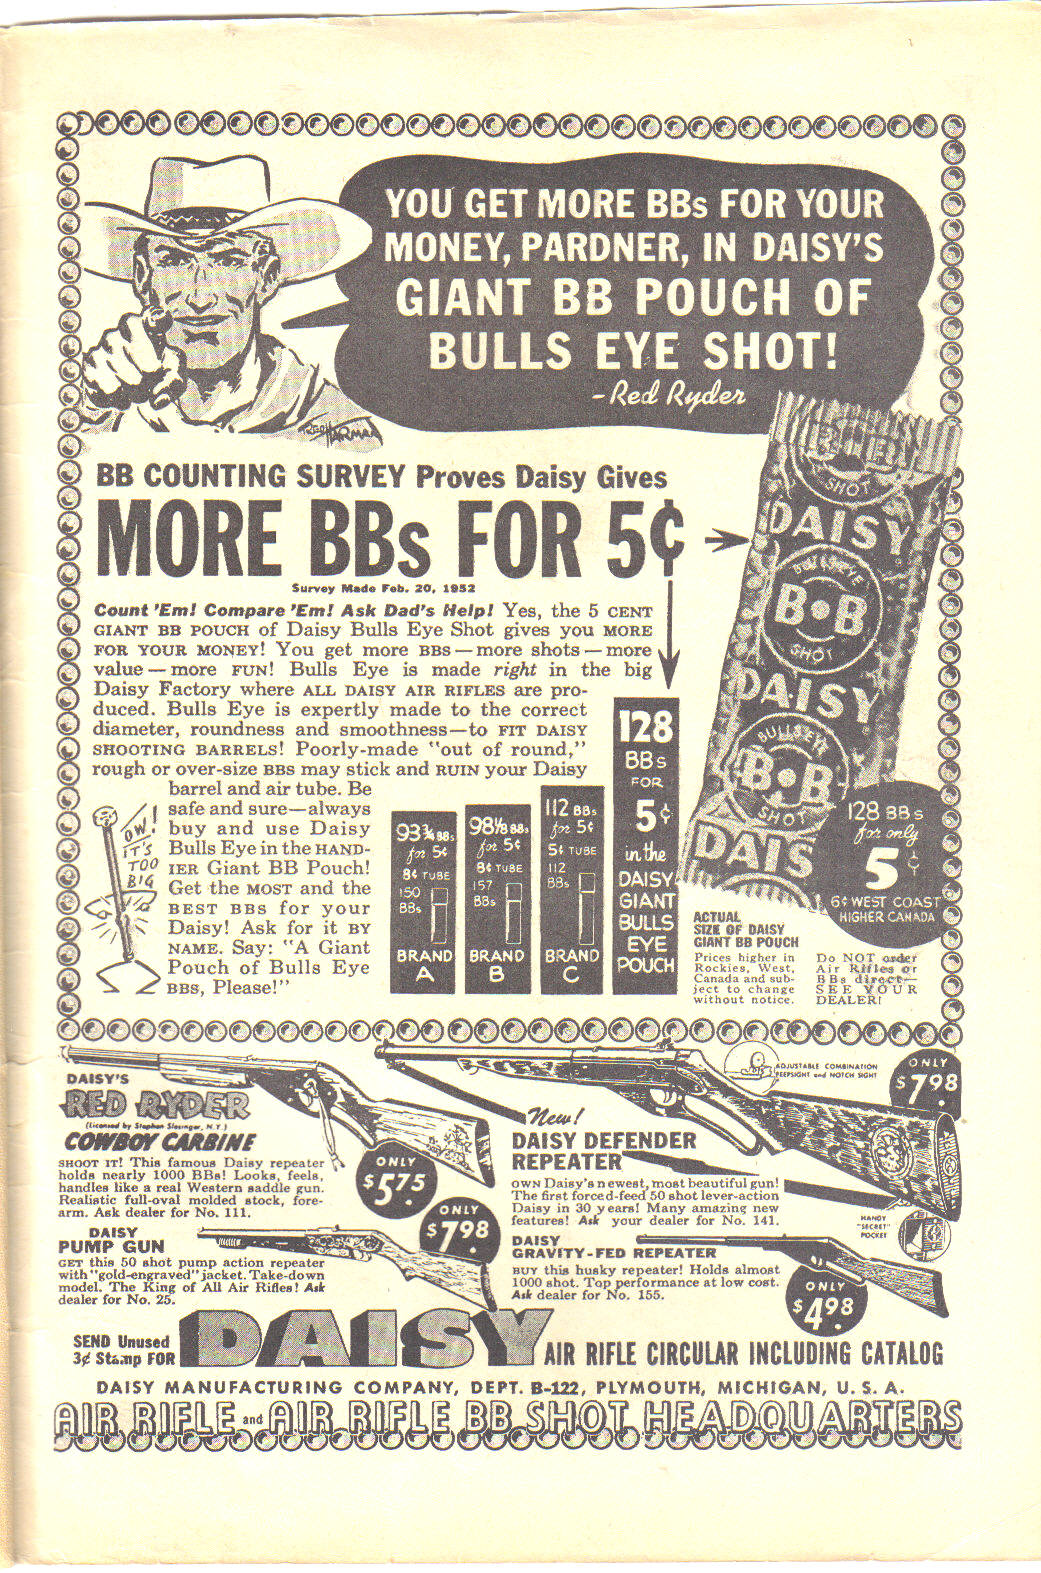 YOU GET MORE BBs FOR YOUR
MONEY, PARDNER, IN DAISY'S
GIANT BB POUCH OF
BULLS EYE SHOT!
-Red Ryder
FRED HARMAN
BB COUNTING SURVEY Proves Daisy Gives
MORE BBs FOR 5¢
Survey Made Feb. 20, 1952
Count 'Em! Compare 'Em! Ask Dad's Help! Yes, the 5 CENT
GIANT BB POUCH of Daisy Bulls Eye Shot gives you MORE
FOR YOUR MONEY! You get more BBs—more shots—more
value—more FUN! Bulls Eye is made right in the big
Daisy Factory where ALL DAISY AIR RIFLES are pro-
duced. Bulls Eye is expertly made to the correct
diameter, roundness and smoothness—to FIT DAISY
SHOOTING BARRELS! Poorly-made "out of round,"
rough or over-size BBs may stick and RUIN your Daisy
barrel and air tube. Be
safe and sure—always
buy and use Daisy
Bulls Eye in the HAND-
IER Giant BB Pouch!
Get the MOST and the
BEST BBs for your
Daisy! Ask for it BY
NAME. Say: "A Giant
Pouch of Bulls Eye
BBs, Please!"
OW!
IT'S
TOO
BIG
93¾ BBs
for 5¢
8¢ TUBE
150
BBs
BRAND
A
98⅛ BBs
for 5¢
8¢ TUBE
157
BBs
BRAND
B
112 BBs
for 5¢
5¢ TUBE
112
BBs
BRAND
C
128
BBs
FOR
5¢
in the
DAISY
GIANT
BULLS
EYE
POUCH
SHOT
DAISY
BULLS EYE
B•B
SHOT
DAISY
BULLS EYE
B•B
SHOT
DAIS
128 BBs
for only
5¢
6¢ WEST COAST
HIGHER CANADA
ACTUAL
SIZE OF DAISY
GIANT BB POUCH
Prices higher in
Rockies, West,
Canada and sub-
ject to change
without notice.
Do NOT order
Air Rifles or
BBs direct—
SEE YOUR
DEALER!
DAISY'S
RED RYDER
(Licensed by Stephen Slesinger, N.Y.)
COWBOY CARBINE
SHOOT IT! This famous Daisy repeater
holds nearly 1000 BBs! Looks, feels,
handles like a real Western saddle gun.
Realistic full-oval molded stock, fore-
arm. Ask dealer for No. 111.
ONLY
$5.75
DAISY
PUMP GUN
GET this 50 shot pump action repeater
with "gold-engraved" jacket. Take-down
model. The King of All Air Rifles! Ask
dealer for No. 25.
ONLY
$7.98
ADJUSTABLE COMBINATION
PEEPSIGHT and NOTCH SIGHT
ONLY
$7.98
New!
DAISY DEFENDER
REPEATER
OWN Daisy's newest, most beautiful gun!
The first forced-feed 50 shot lever-action
Daisy in 30 years! Many amazing new
features! Ask your dealer for No. 141.
HANDY
"SECRET"
POCKET
DAISY
GRAVITY-FED REPEATER
BUY this husky repeater! Holds almost
1000 shot. Top performance at low cost.
Ask dealer for No. 155.
ONLY
$4.98
SEND Unused
3¢ Stamp FOR
DAISY
AIR RIFLE CIRCULAR INCLUDING CATALOG
DAISY MANUFACTURING COMPANY, DEPT. B-122, PLYMOUTH, MICHIGAN, U. S. A.
AIR RIFLE and AIR RIFLE BB SHOT HEADQUARTERS